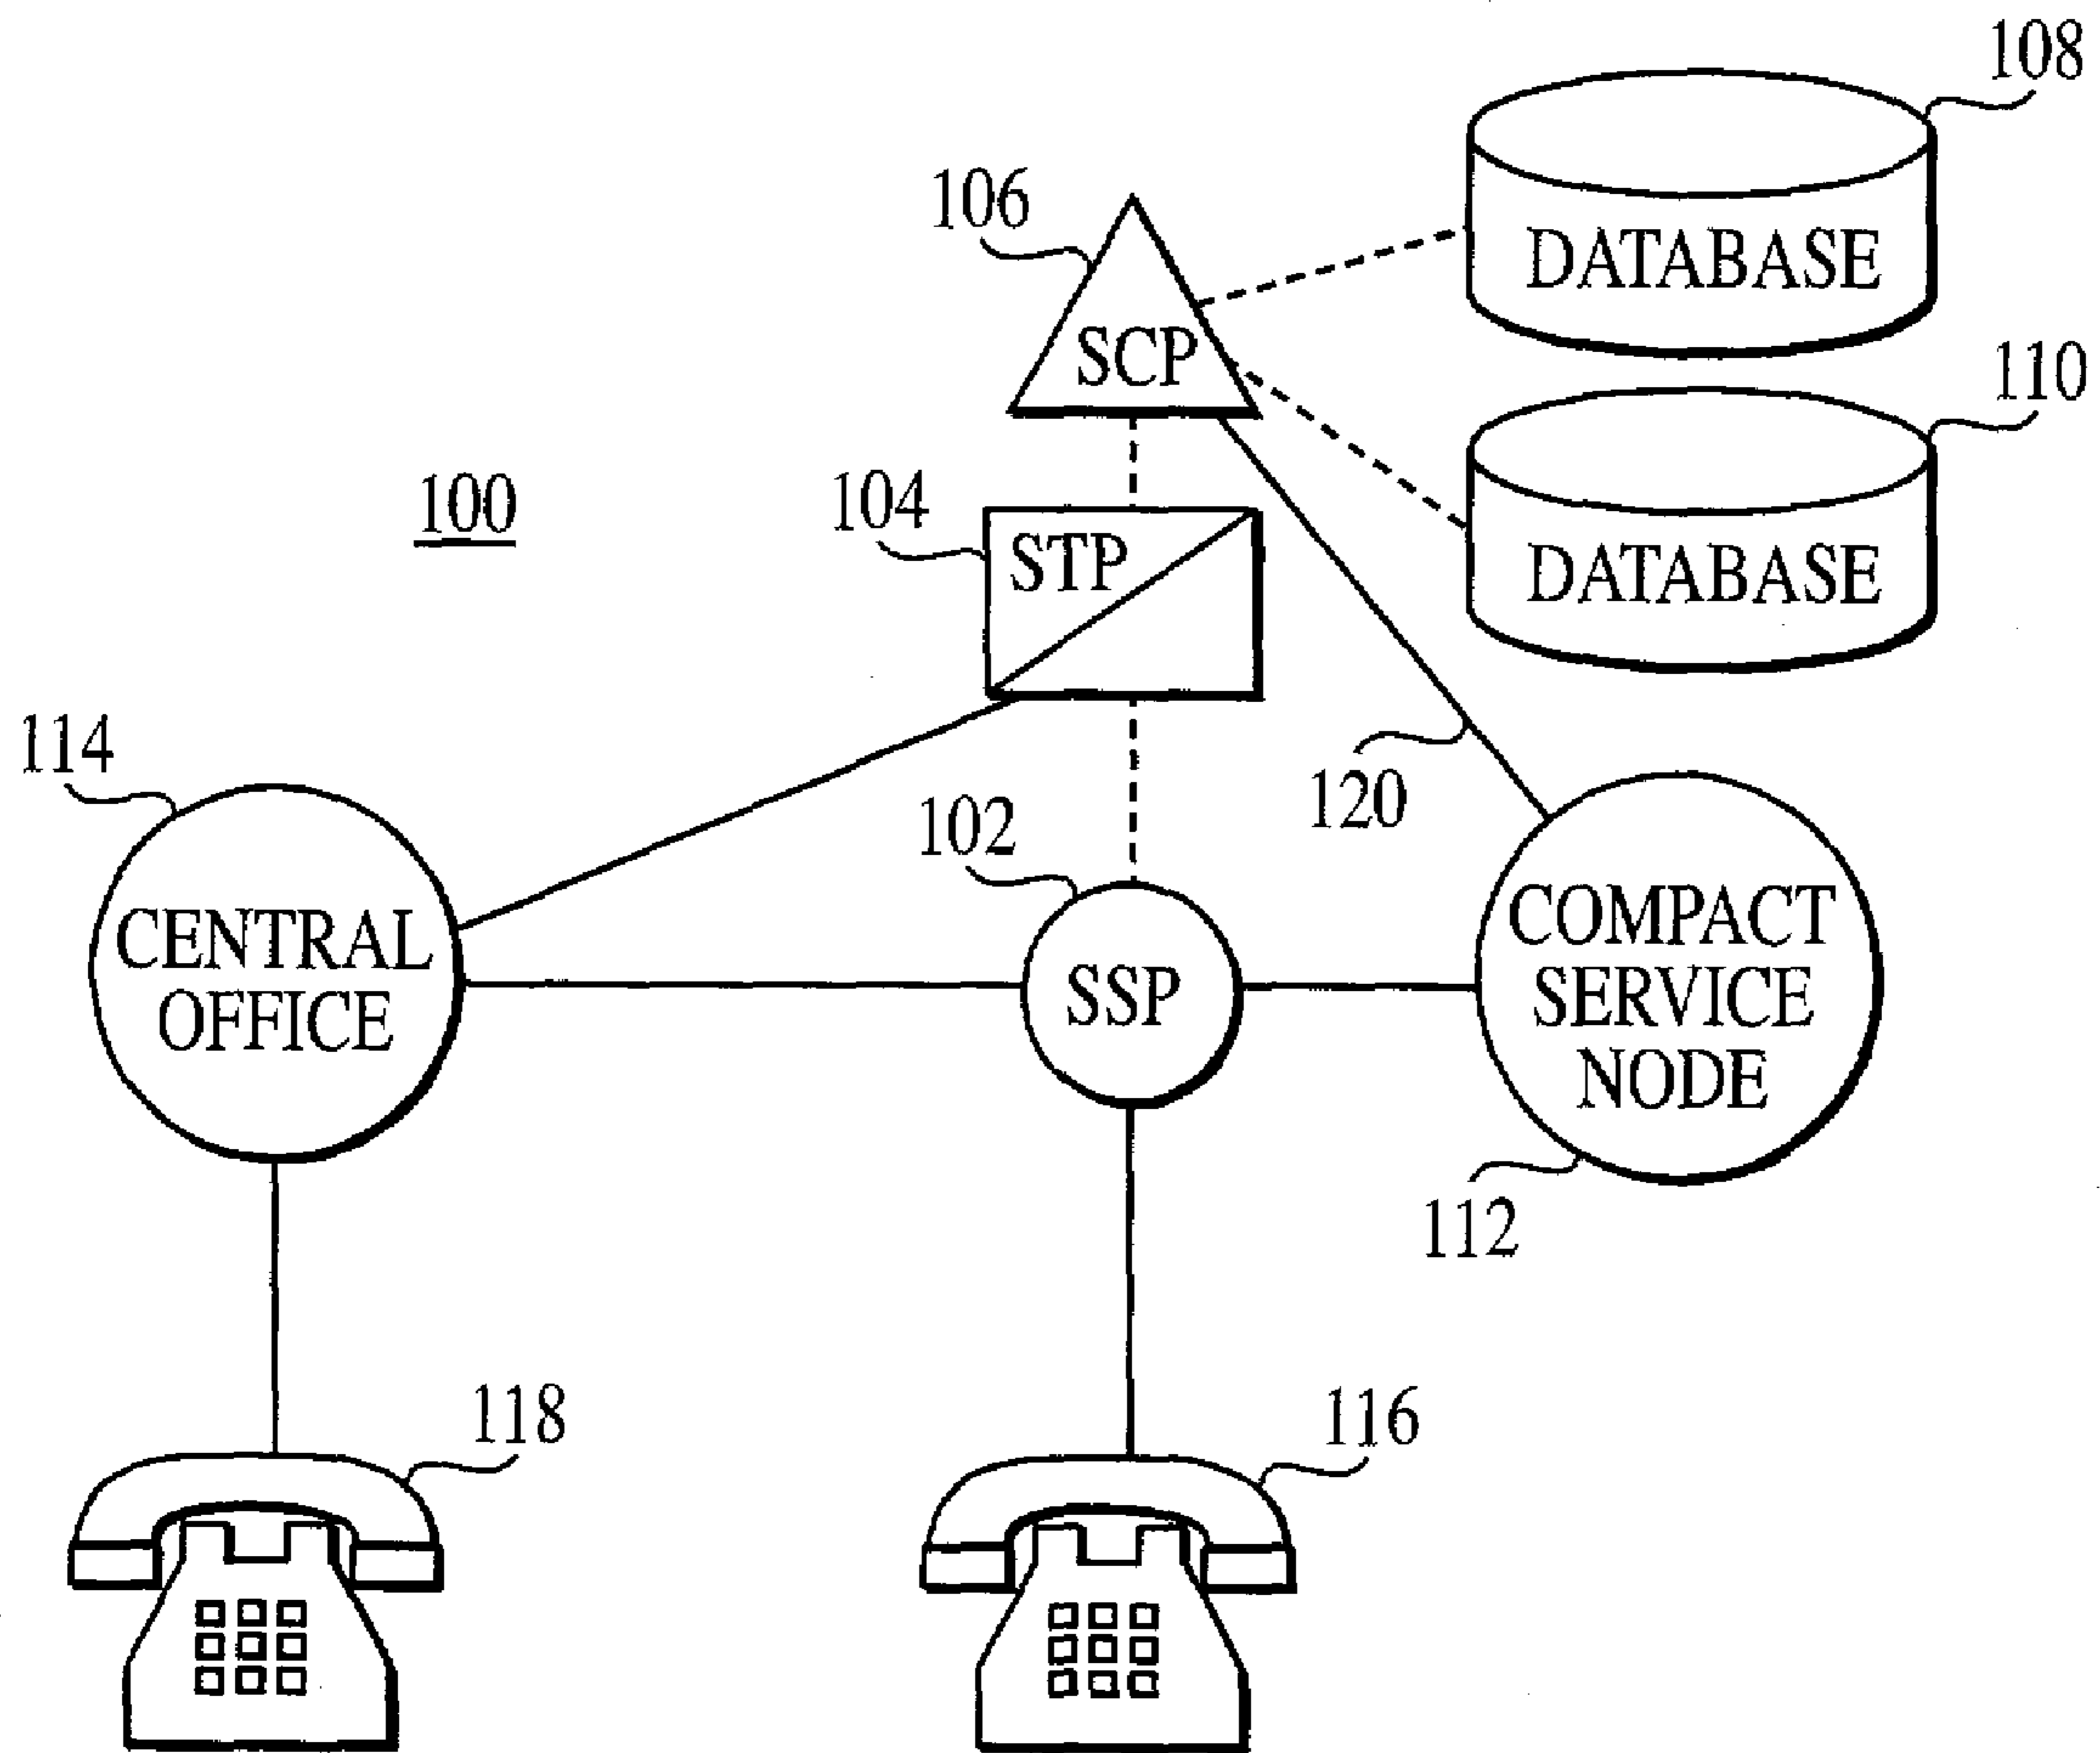 108
106
DATABASE
SCP
110
100
104
STP
DATABASE
114
120
102
CENTRAL
OFFICE
SSP
COMPACT
SERVICE
NODE
112
118
116